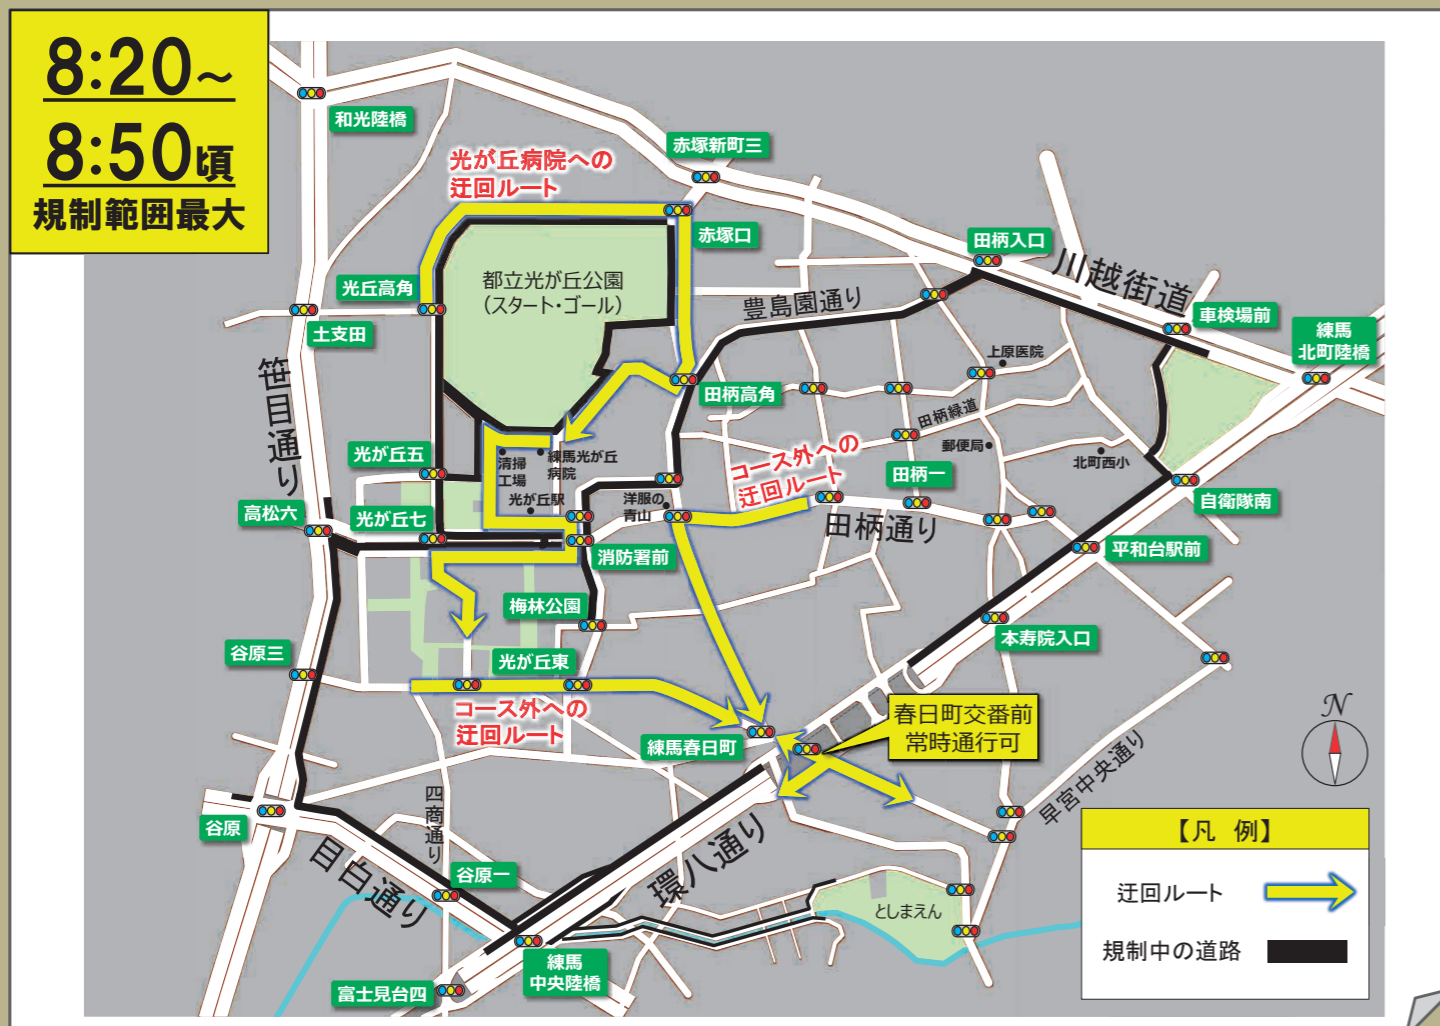 8:20～
8:50頃
規制範囲最大
和光陸橋
光が丘病院への
迂回ルート
赤塚新町三
赤塚口
田柄入口
川越街道
車検場前
練馬
北町陸橋
光丘高角
都立光が丘公園
（スタート・ゴール）
豊島園通り
土支田
笹目通り
上原医院
田柄高角
田柄緑道
郵便局
北町西小
光が丘五
清掃
工場
練馬光が丘
病院
光が丘駅
洋服の
青山
コース外への
迂回ルート
田柄一
自衛隊南
高松六
光が丘七
消防署前
田柄通り
平和台駅前
梅林公園
本寿院入口
谷原三
光が丘東
コース外への
迂回ルート
練馬春日町
春日町交番前
常時通行可
早宮中央通り
N
谷原
四商通り
目白通り
谷原一
環八通り
としまえん
練馬
中央陸橋
富士見台四
【凡 例】
迂回ルート
規制中の道路